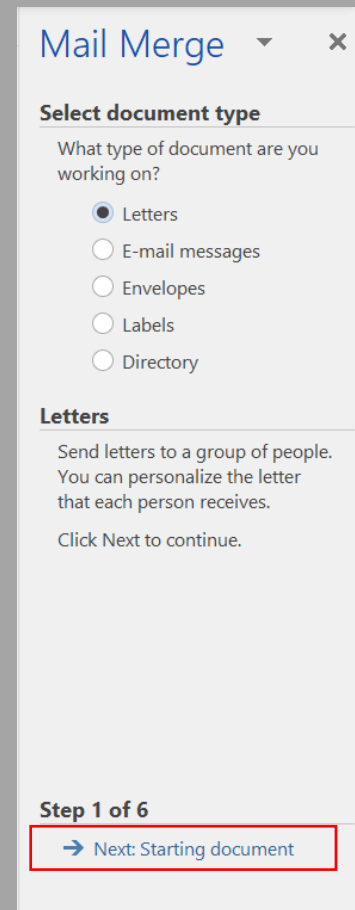 Mail Merge
Select document type
What type of document are you
working on?
Letters
E-mail messages
Envelopes
Labels
Directory
Letters
Send letters to a group of people.
You can personalize the letter
that each person receives.
Click Next to continue.
Step 1 of 6
Next: Starting document